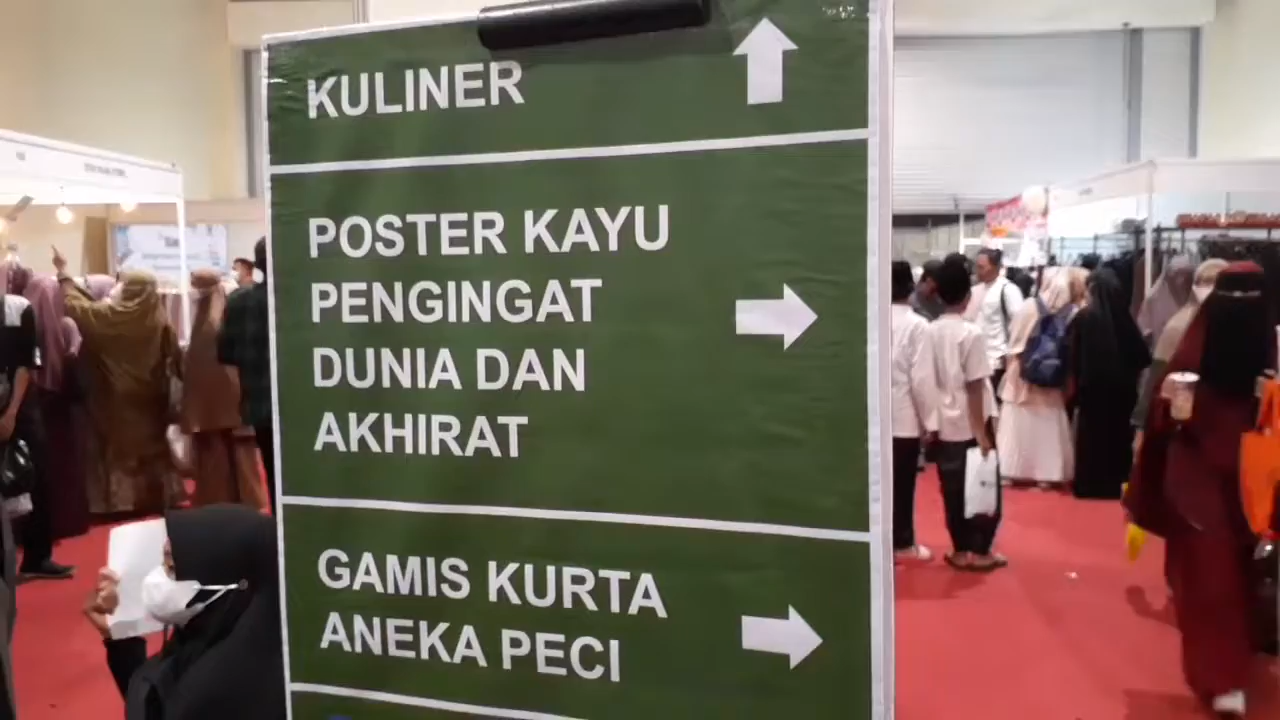 KULINER
POSTER KAYU
PENGINGAT
DUNIA DAN
AKHIRAT
GAMIS KURTA
ANEKA PECI